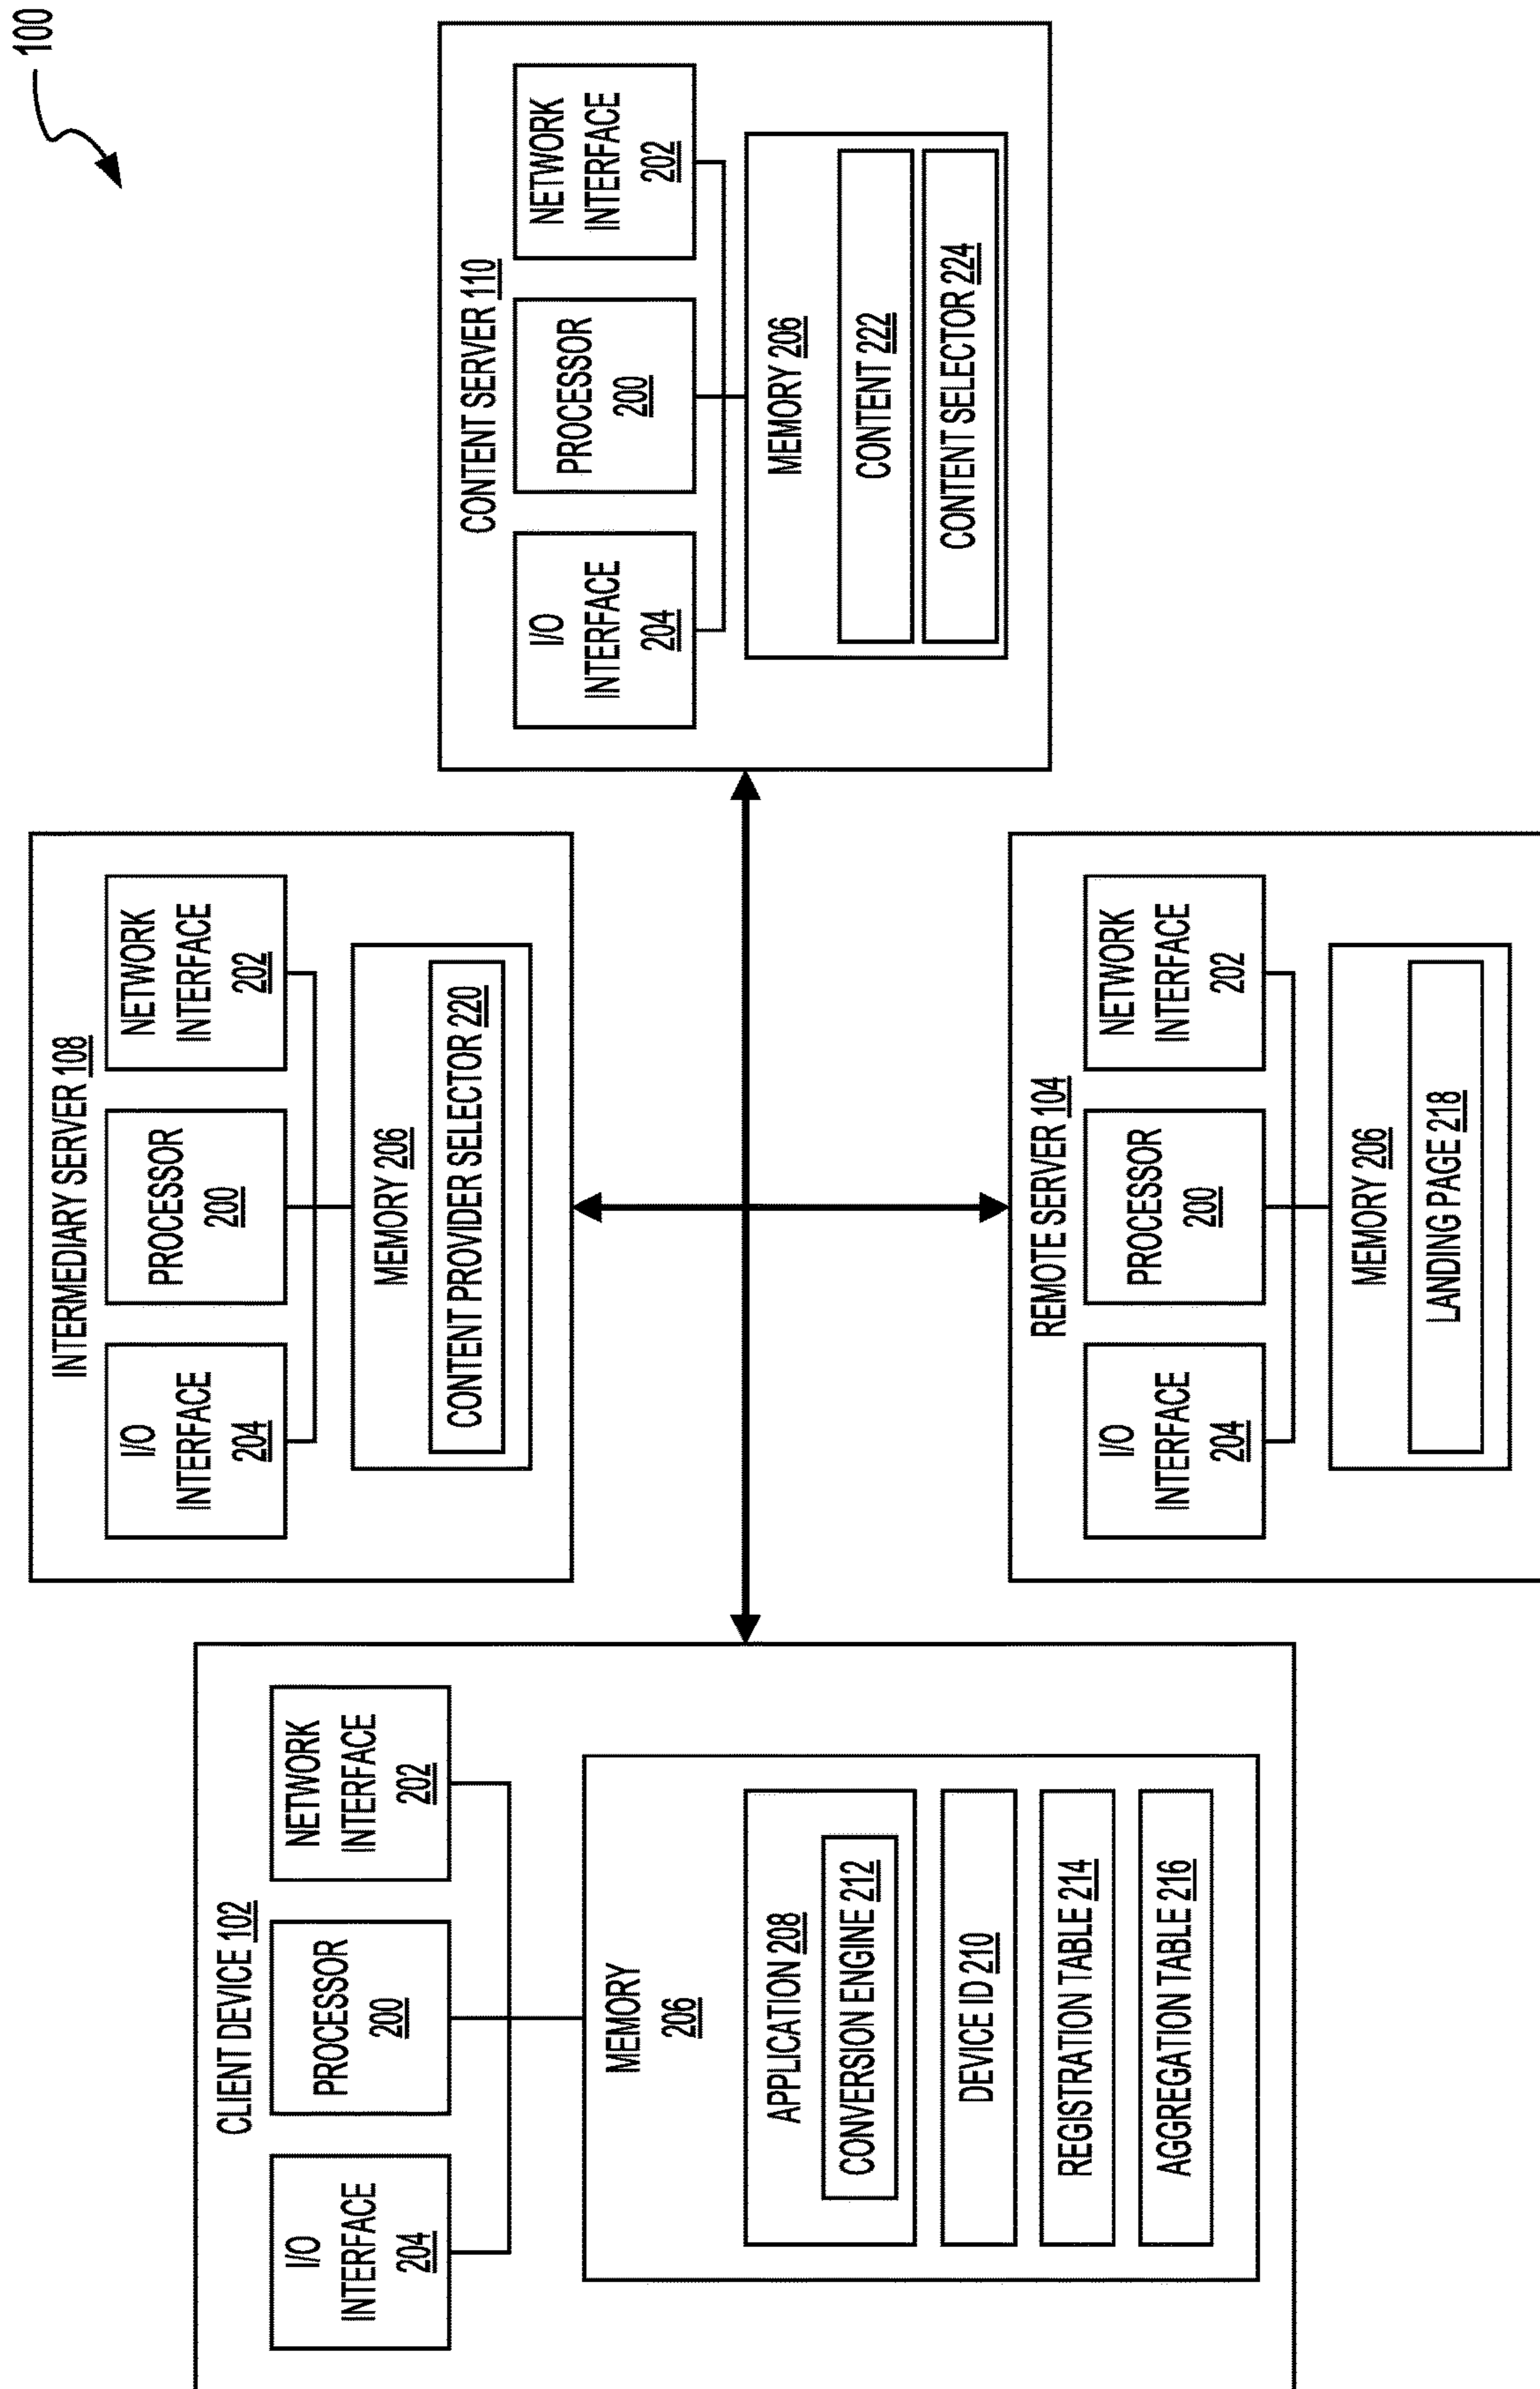 100
CLIENT DEVICE 102
I/O
INTERFACE
204
PROCESSOR
200
NETWORK
INTERFACE
202
MEMORY
206
APPLICATION 208
CONVERSION ENGINE 212
DEVICE ID 210
REGISTRATION TABLE 214
AGGREGATION TABLE 216
INTERMEDIARY SERVER 108
I/O
INTERFACE
204
PROCESSOR
200
NETWORK
INTERFACE
202
MEMORY 206
CONTENT PROVIDER SELECTOR 220
REMOTE SERVER 104
I/O
INTERFACE
204
PROCESSOR
200
NETWORK
INTERFACE
202
MEMORY 206
LANDING PAGE 218
CONTENT SERVER 110
I/O
INTERFACE
204
PROCESSOR
200
NETWORK
INTERFACE
202
MEMORY 206
CONTENT 222
CONTENT SELECTOR 224